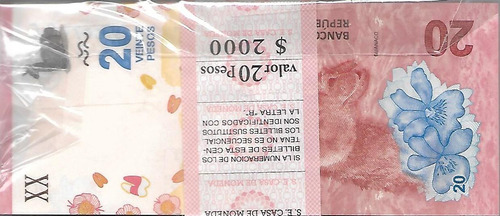 20
VEINTE
PESOS
XX
$ 2000
valor 20 Pesos
SI LA NUMERACION DE LOS
BILLETES DE ESTA CEN-
TENA NO ES SECUENCIAL
LOS BILLETES SUSTITUTOS
SON IDENTIFICADOS CON
LA LETRA "R".
S. E. CASA DE MONEDA
BANCO
REPÚB
20
20